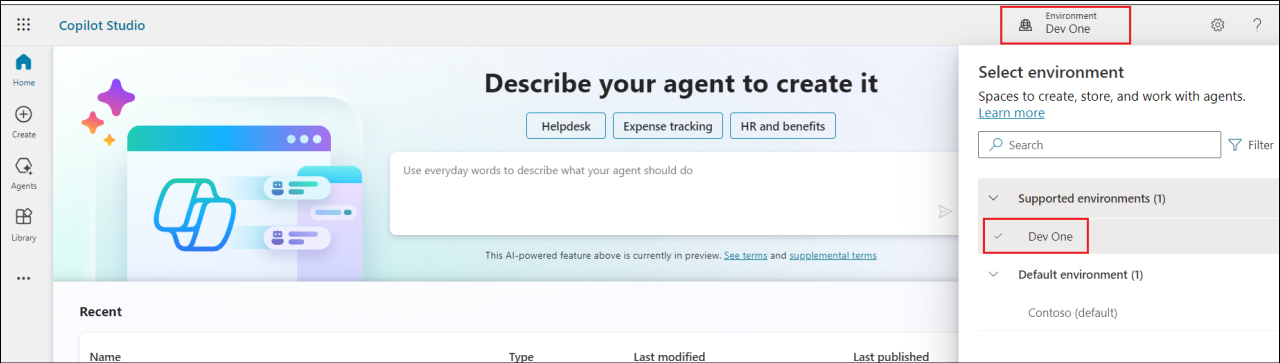 Copilot Studio
Environment
Dev One
?
Home
Create
Agents
Library
Describe your agent to create it
Helpdesk
Expense tracking
HR and benefits
Use everyday words to describe what your agent should do
This AI-powered feature above is currently in preview. See terms and supplemental terms
Recent
Name Type Last modified Last published
Select environment
Spaces to create, store, and work with agents.
Learn more
Search
Filter
Supported environments (1)
Dev One
Default environment (1)
Contoso (default)